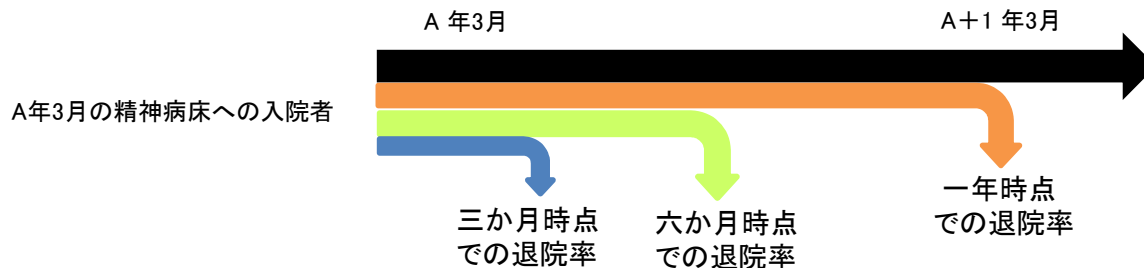 A 年3月
A+1 年3月
A年3月の精神病床への入院者
三か月時点
での退院率
六か月時点
での退院率
一年時点
での退院率